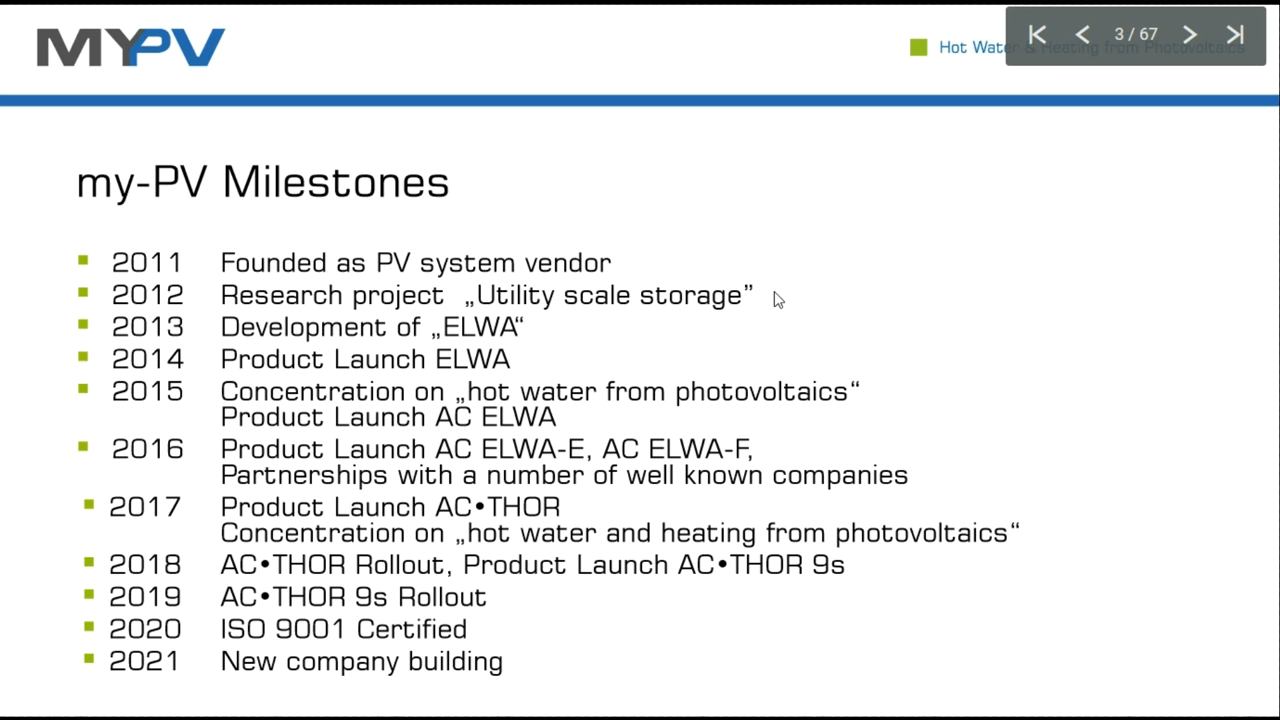 MYPV
Hot Water & Heating from Photovoltaics
3 / 67
my-PV Milestones
2011 Founded as PV system vendor
2012 Research project „Utility scale storage”
2013 Development of „ELWA“
2014 Product Launch ELWA
2015 Concentration on „hot water from photovoltaics“
Product Launch AC ELWA
2016 Product Launch AC ELWA-E, AC ELWA-F,
Partnerships with a number of well known companies
2017 Product Launch AC•THOR
Concentration on „hot water and heating from photovoltaics“
2018 AC•THOR Rollout, Product Launch AC•THOR 9s
2019 AC•THOR 9s Rollout
2020 ISO 9001 Certified
2021 New company building